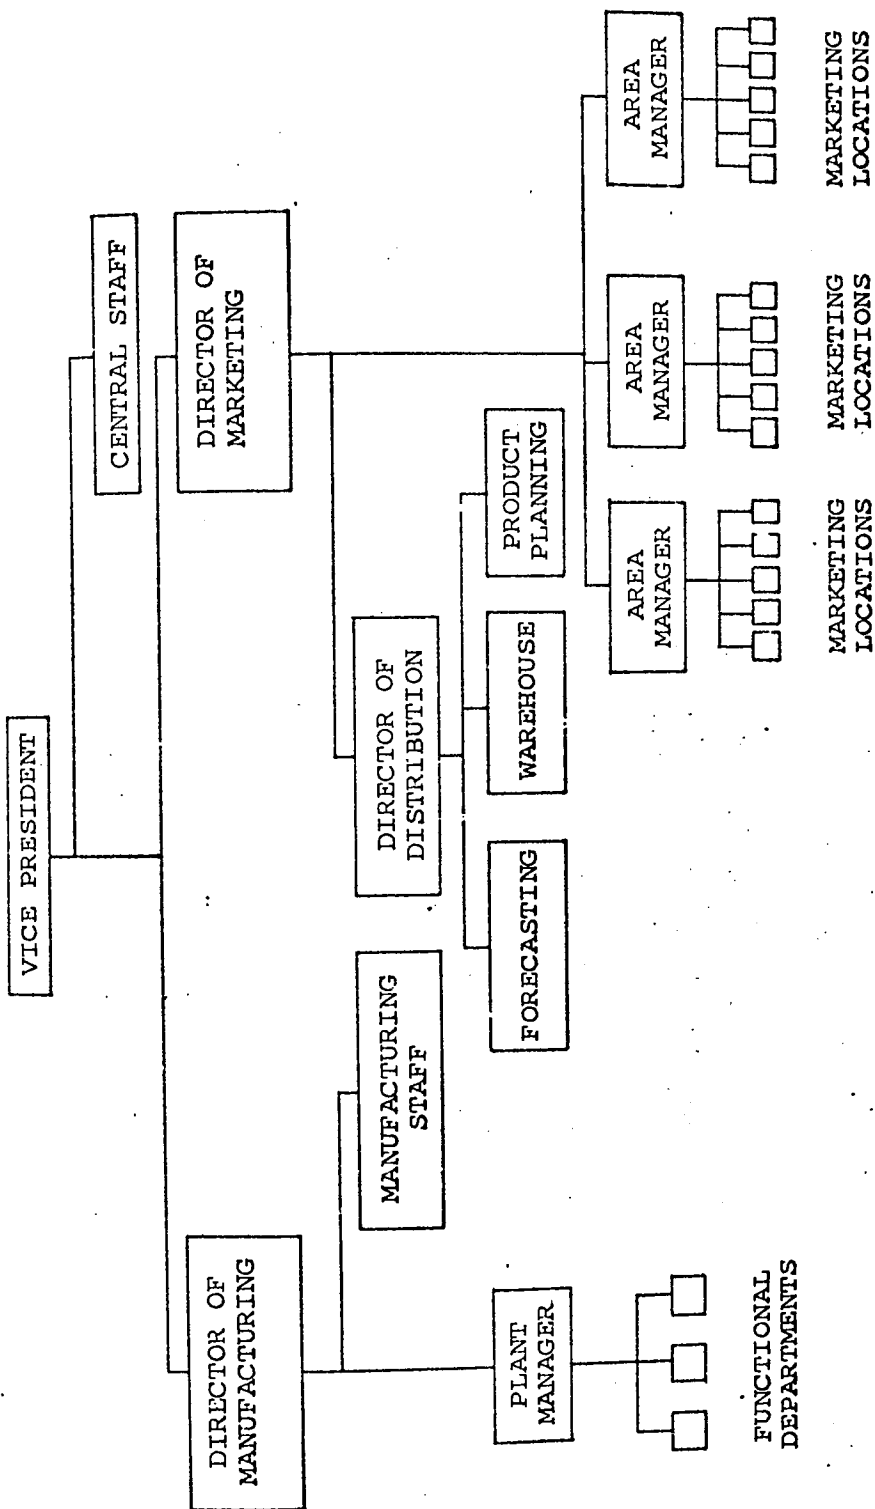 VICE PRESIDENT
CENTRAL STAFF
DIRECTOR OF
MANUFACTURING
DIRECTOR OF
MARKETING
MANUFACTURING
STAFF
DIRECTOR OF
DISTRIBUTION
PLANT
MANAGER
FORECASTING
WAREHOUSE
PRODUCT
PLANNING
AREA
MANAGER
AREA
MANAGER
AREA
MANAGER
FUNCTIONAL
DEPARTMENTS
MARKETING
LOCATIONS
MARKETING
LOCATIONS
MARKETING
LOCATIONS